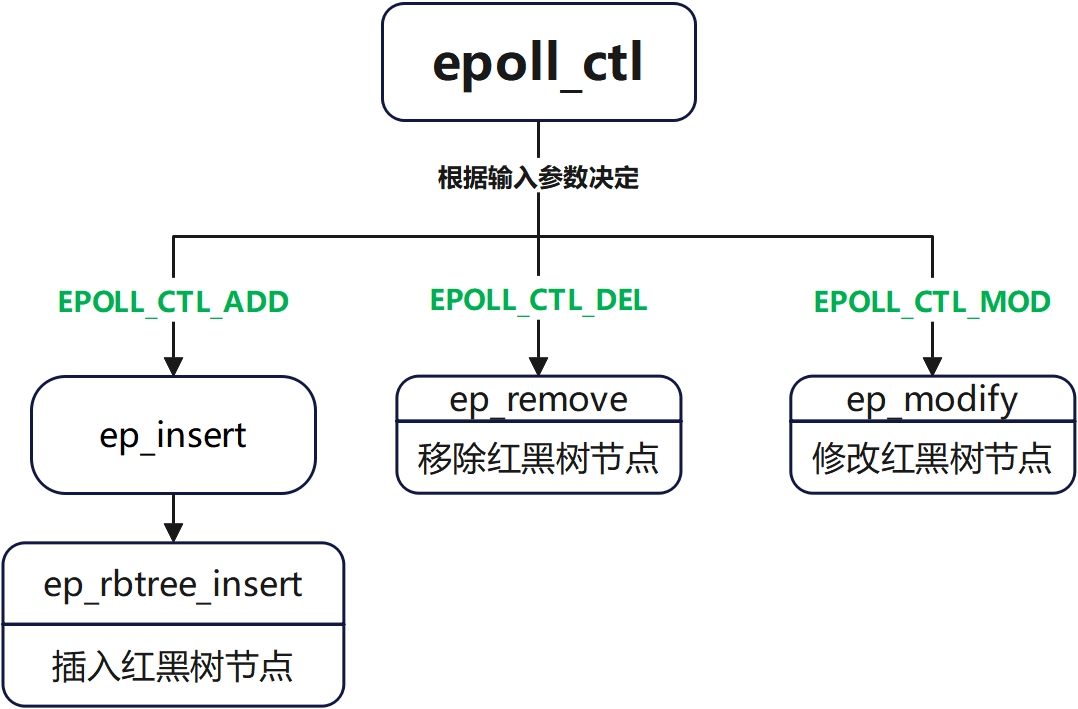 epoll_ctl
根据输入参数决定
EPOLL_CTL_ADD
EPOLL_CTL_DEL
EPOLL_CTL_MOD
ep_insert
ep_remove
移除红黑树节点
ep_modify
修改红黑树节点
ep_rbtree_insert
插入红黑树节点